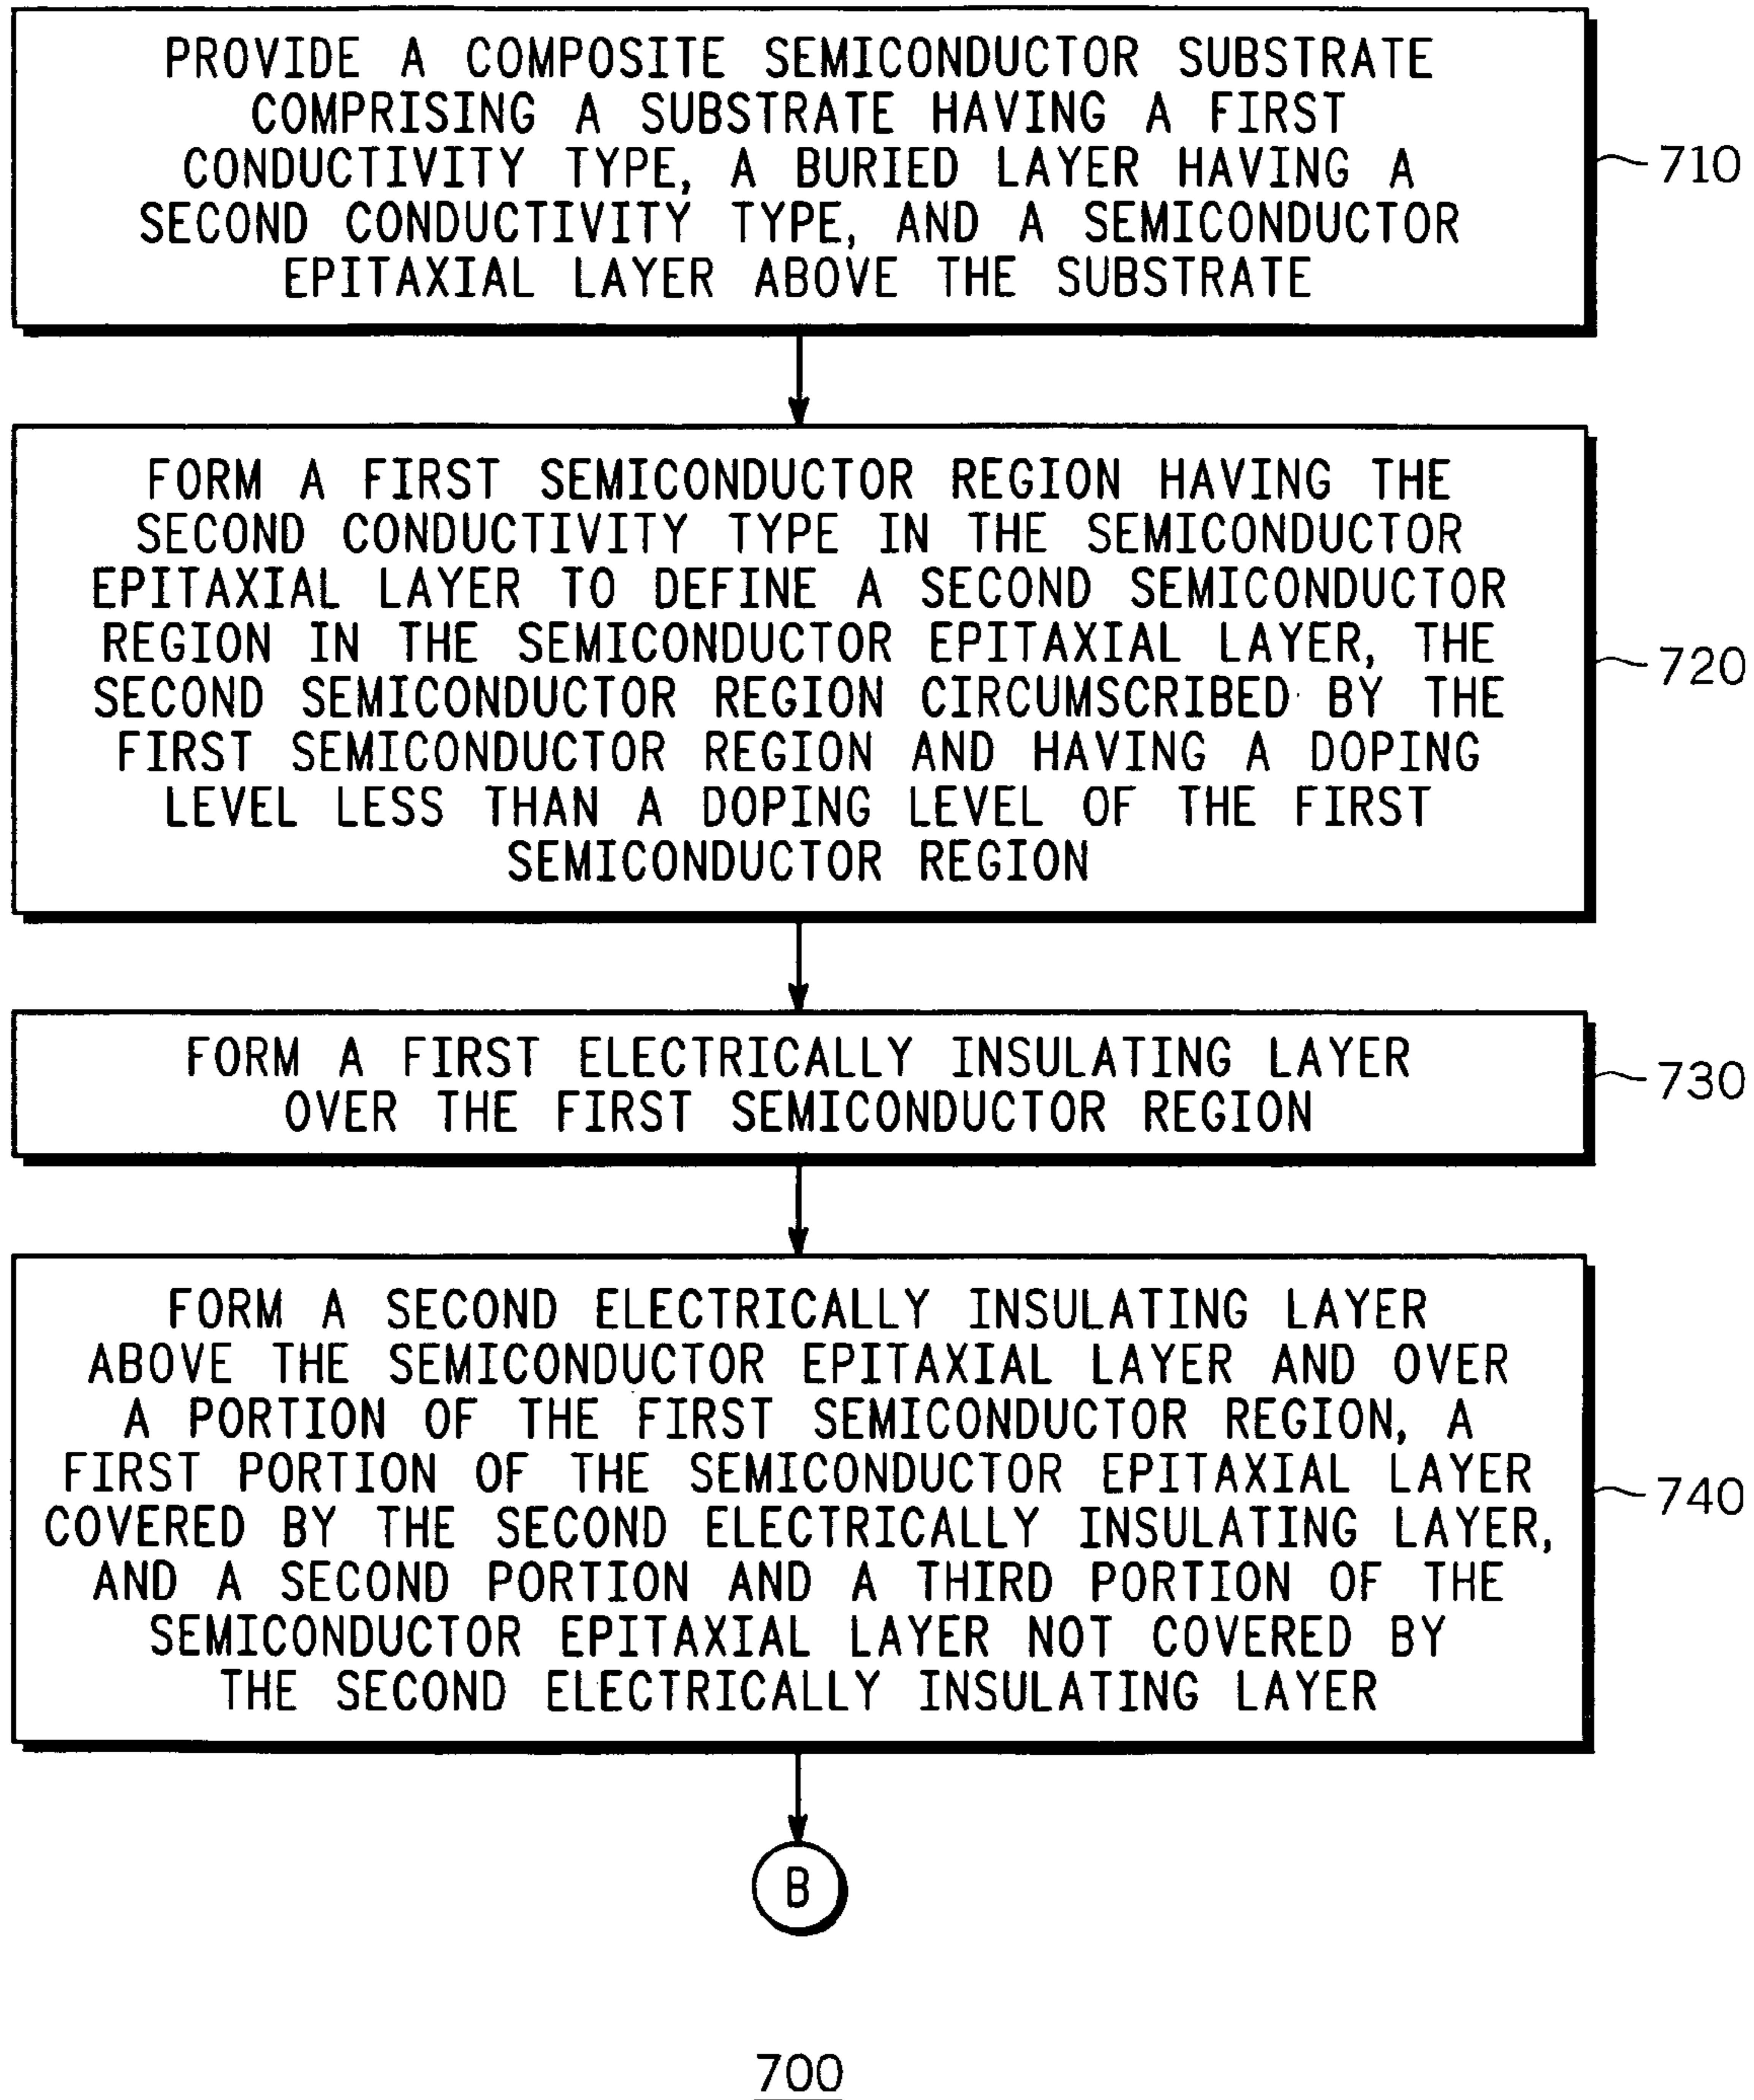 PROVIDE A COMPOSITE SEMICONDUCTOR SUBSTRATE
COMPRISING A SUBSTRATE HAVING A FIRST
CONDUCTIVITY TYPE, A BURIED LAYER HAVING A
SECOND CONDUCTIVITY TYPE, AND A SEMICONDUCTOR
EPITAXIAL LAYER ABOVE THE SUBSTRATE
710
FORM A FIRST SEMICONDUCTOR REGION HAVING THE
SECOND CONDUCTIVITY TYPE IN THE SEMICONDUCTOR
EPITAXIAL LAYER TO DEFINE A SECOND SEMICONDUCTOR
REGION IN THE SEMICONDUCTOR EPITAXIAL LAYER, THE
SECOND SEMICONDUCTOR REGION CIRCUMSCRIBED BY THE
FIRST SEMICONDUCTOR REGION AND HAVING A DOPING
LEVEL LESS THAN A DOPING LEVEL OF THE FIRST
SEMICONDUCTOR REGION
720
FORM A FIRST ELECTRICALLY INSULATING LAYER
OVER THE FIRST SEMICONDUCTOR REGION
730
FORM A SECOND ELECTRICALLY INSULATING LAYER
ABOVE THE SEMICONDUCTOR EPITAXIAL LAYER AND OVER
A PORTION OF THE FIRST SEMICONDUCTOR REGION, A
FIRST PORTION OF THE SEMICONDUCTOR EPITAXIAL LAYER
COVERED BY THE SECOND ELECTRICALLY INSULATING LAYER,
AND A SECOND PORTION AND A THIRD PORTION OF THE
SEMICONDUCTOR EPITAXIAL LAYER NOT COVERED BY
THE SECOND ELECTRICALLY INSULATING LAYER
740
B
700